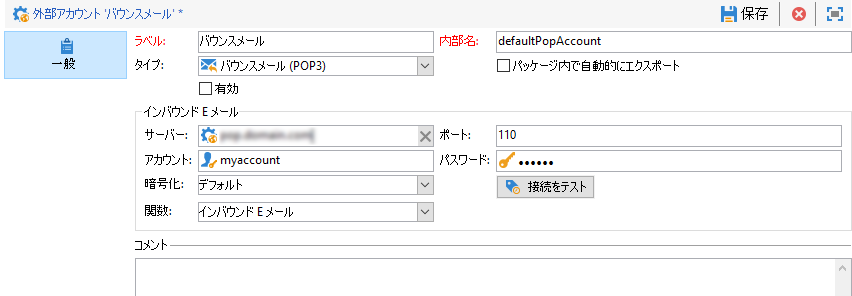 外部アカウント 'バウンスメール' *
保存
一般
ラベル: バウンスメール 内部名: defaultPopAccount
タイプ: バウンスメール (POP3) パッケージ内で自動的にエクスポート
有効
インバウンド E メール
サーバー: ポート: 110
アカウント: myaccount パスワード: ••••••
暗号化: デフォルト 接続をテスト
関数: インバウンド E メール
コメント